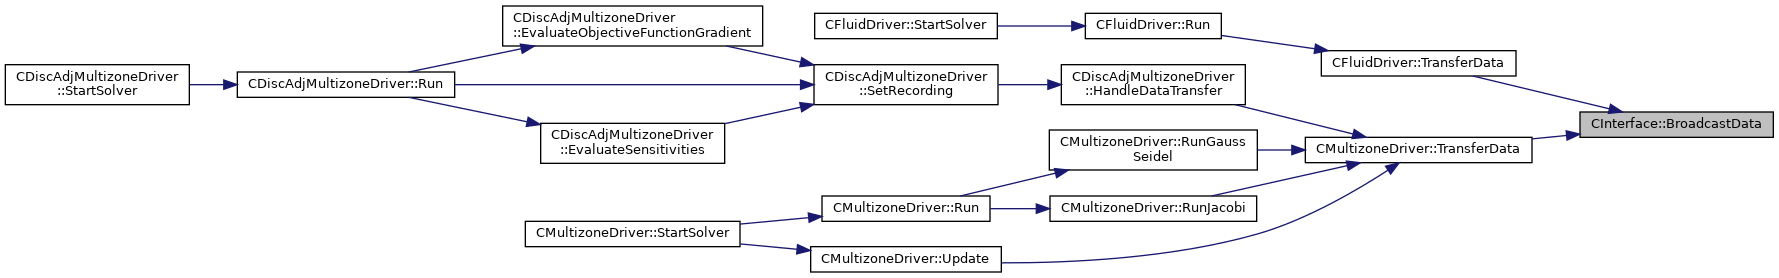 CDiscAdjMultizoneDriver
::StartSolver
CDiscAdjMultizoneDriver::Run
CDiscAdjMultizoneDriver
::EvaluateObjectiveFunctionGradient
CDiscAdjMultizoneDriver
::EvaluateSensitivities
CFluidDriver::StartSolver
CDiscAdjMultizoneDriver
::SetRecording
CFluidDriver::Run
CDiscAdjMultizoneDriver
::HandleDataTransfer
CFluidDriver::TransferData
CInterface::BroadcastData
CMultizoneDriver::TransferData
CMultizoneDriver::RunGauss
Seidel
CMultizoneDriver::RunJacobi
CMultizoneDriver::Run
CMultizoneDriver::StartSolver
CMultizoneDriver::Update